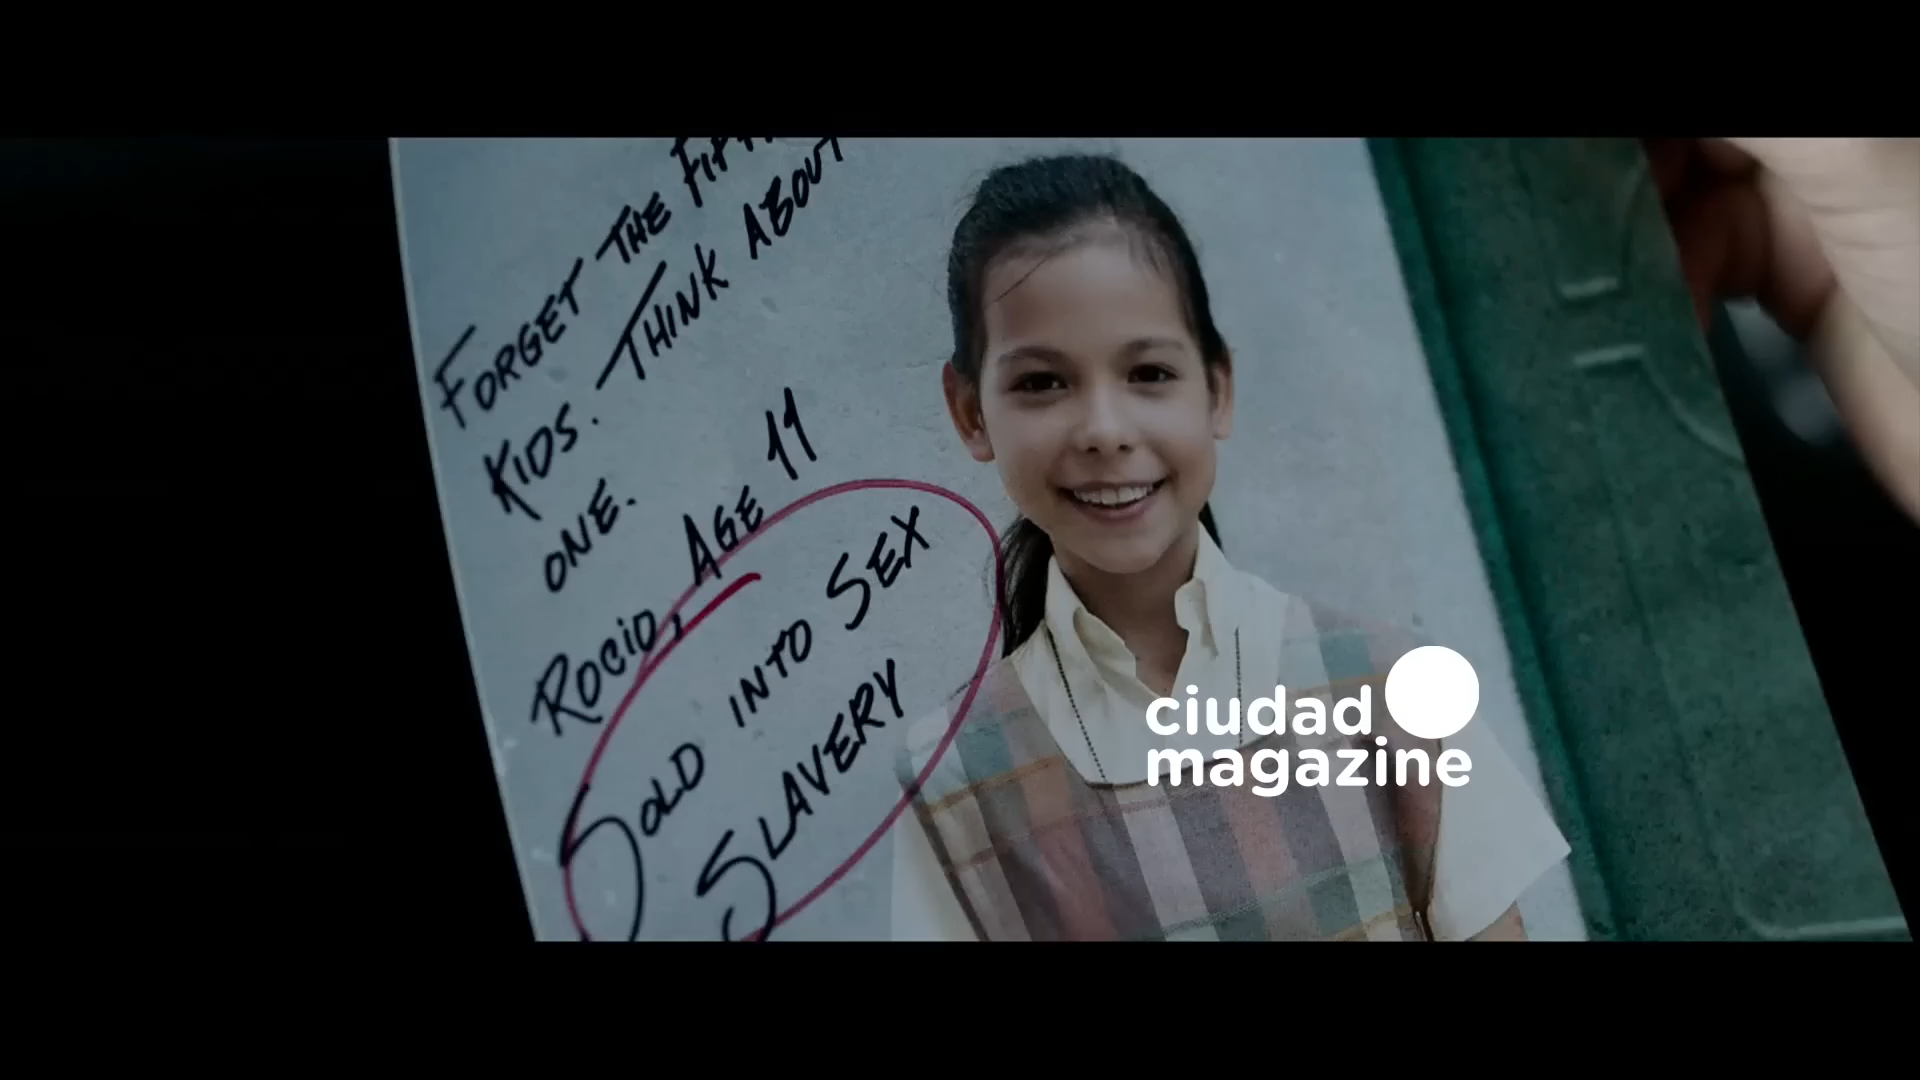 FORGET THE
KIDS. THINK ABOUT
ONE.
ROCIO, AGE 11
SOLD INTO SEX
SLAVERY
ciudad
magazine